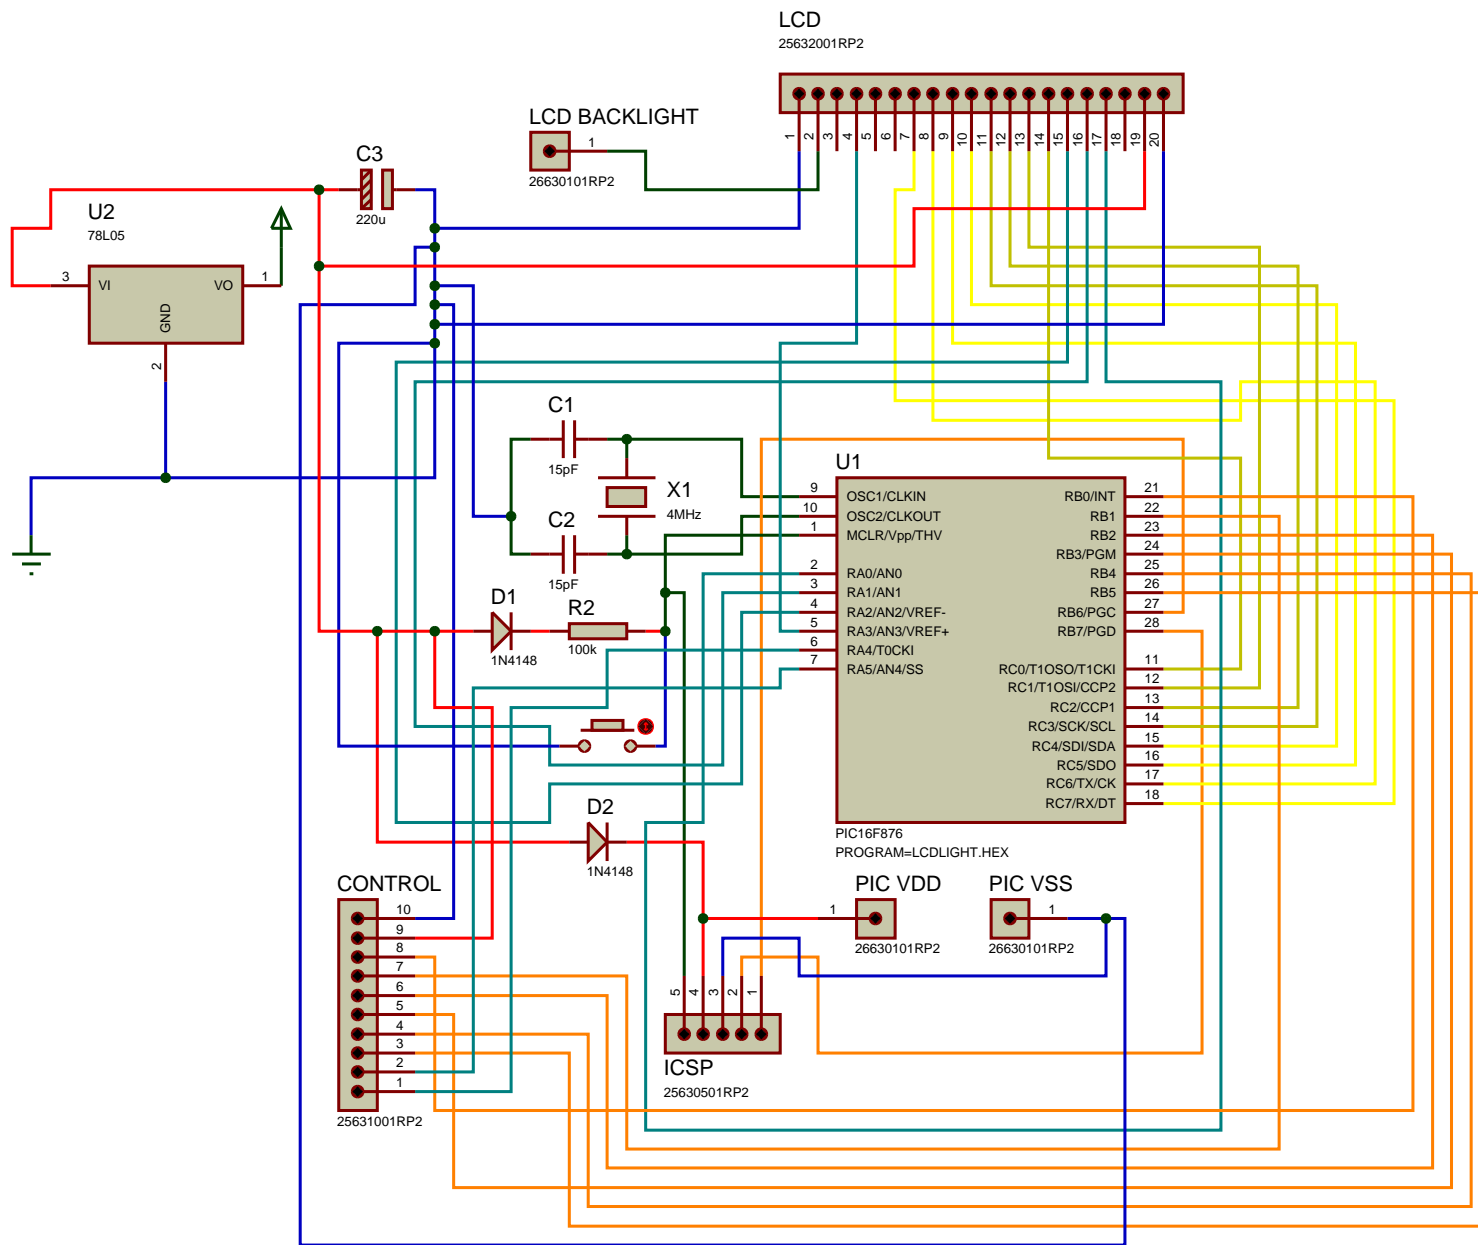 LCD
25632001RP2
1 2 3 4 5 6 7 8 9 10 11 12 13 14 15 16 17 18 19 20
LCD BACKLIGHT
1
26630101RP2
C3
220u
U2
78L05
3 VI VO 1
GND
2
C1
15pF
X1
4MHz
C2
15pF
D1
1N4148
R2
100k
U1
9 OSC1/CLKIN RB0/INT 21
10 OSC2/CLKOUT RB1 22
1 MCLR/Vpp/THV RB2 23
RB3/PGM 24
2 RA0/AN0 RB4 25
3 RA1/AN1 RB5 26
4 RA2/AN2/VREF- RB6/PGC 27
5 RA3/AN3/VREF+ RB7/PGD 28
6 RA4/T0CKI
7 RA5/AN4/SS RC0/T1OSO/T1CKI 11
RC1/T1OSI/CCP2 12
RC2/CCP1 13
RC3/SCK/SCL 14
RC4/SDI/SDA 15
RC5/SDO 16
RC6/TX/CK 17
RC7/RX/DT 18
PIC16F876
PROGRAM=LCDLIGHT.HEX
D2
1N4148
CONTROL
10
9
8
7
6
5
4
3
2
1
25631001RP2
PIC VDD
1
26630101RP2
PIC VSS
1
26630101RP2
5 4 3 2 1
ICSP
25630501RP2